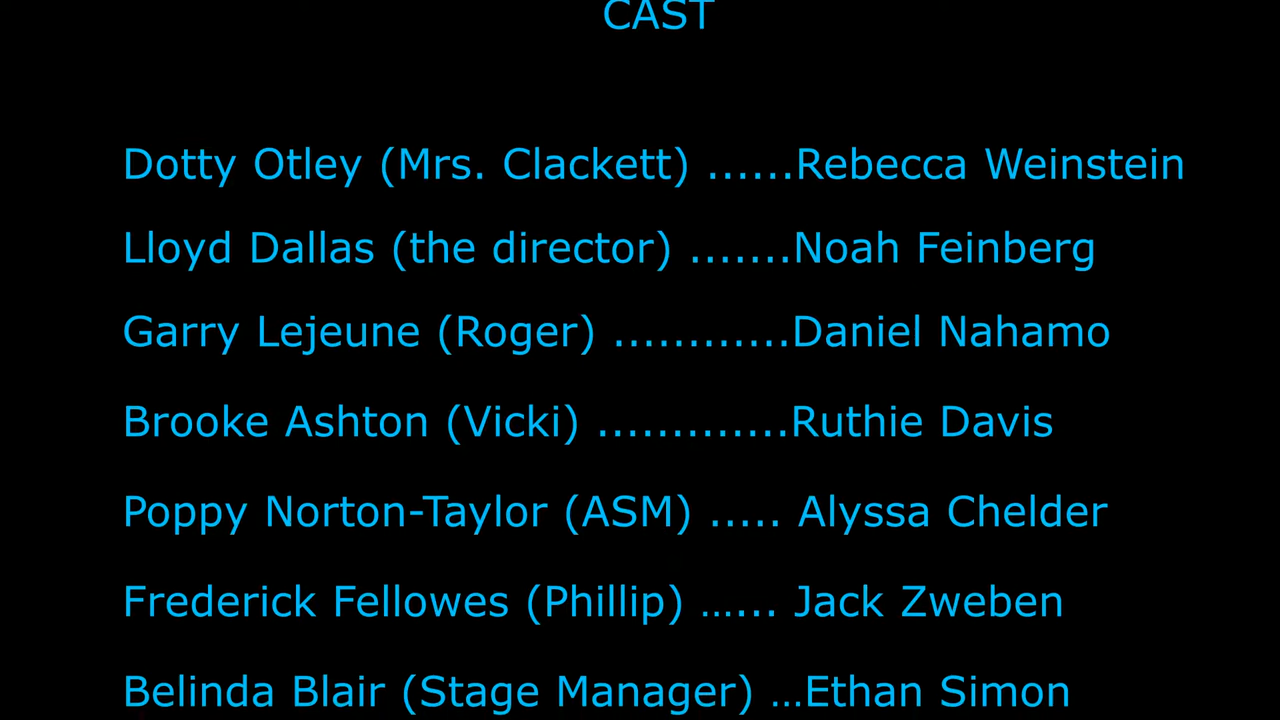 CAST
Dotty Otley (Mrs. Clackett) ......Rebecca Weinstein
Lloyd Dallas (the director) .......Noah Feinberg
Garry Lejeune (Roger) ............Daniel Nahamo
Brooke Ashton (Vicki) .............Ruthie Davis
Poppy Norton-Taylor (ASM) ..... Alyssa Chelder
Frederick Fellowes (Phillip) …... Jack Zweben
Belinda Blair (Stage Manager) …Ethan Simon